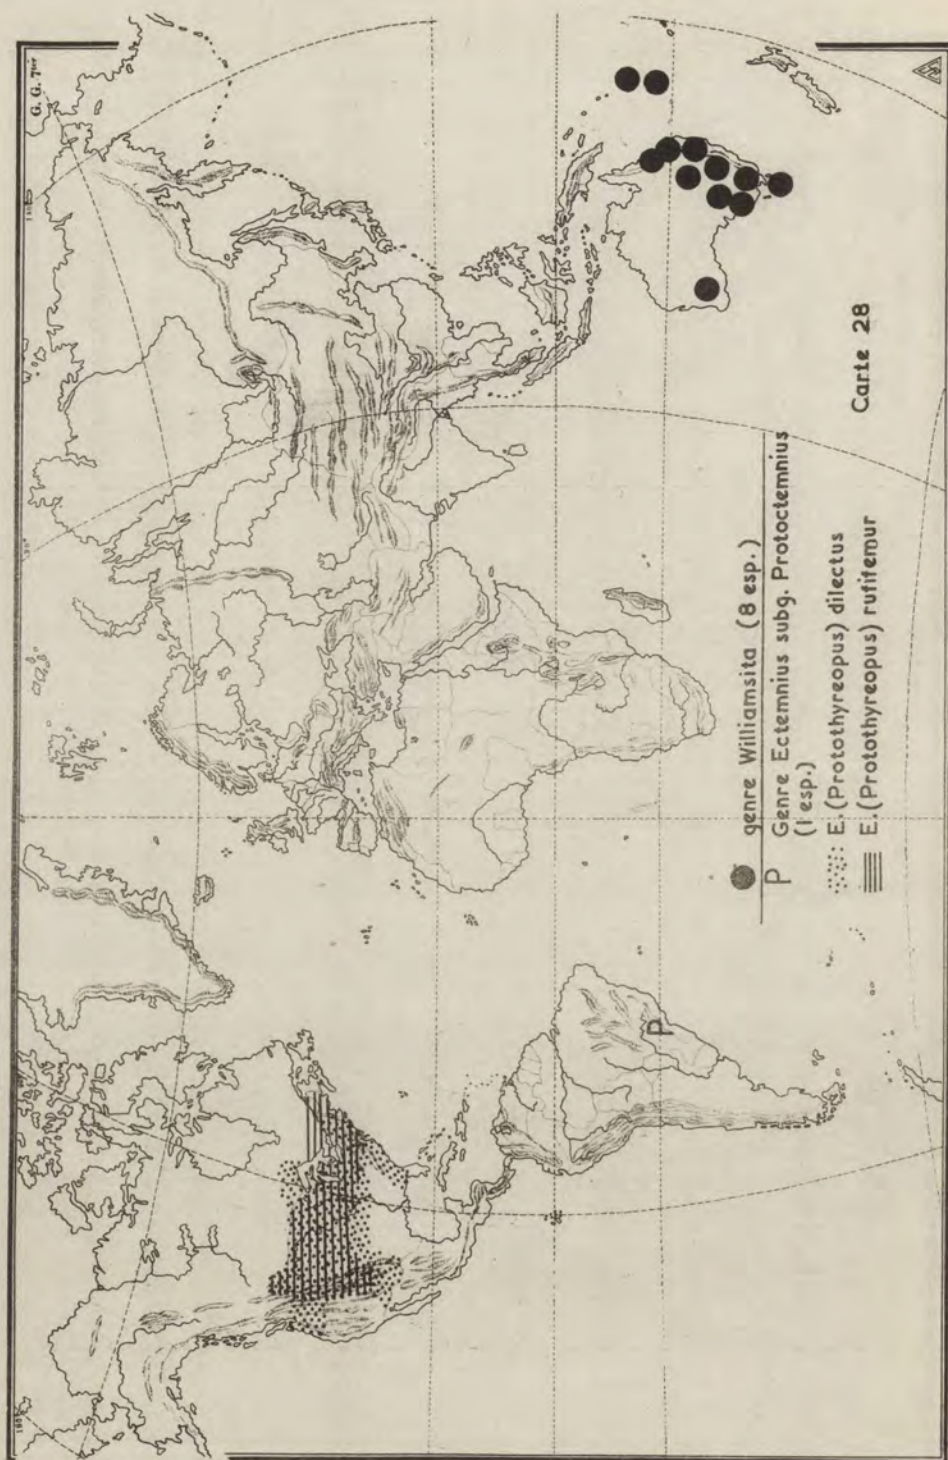 G. G. 7
genre Williamsita (8 esp.)
P Genre Ectemnius subg. Protoctemnius
(1 esp.)
E.(Protothyreopus) dilectus
E.(Protothyreopus) rufifemur
Carte 28
P